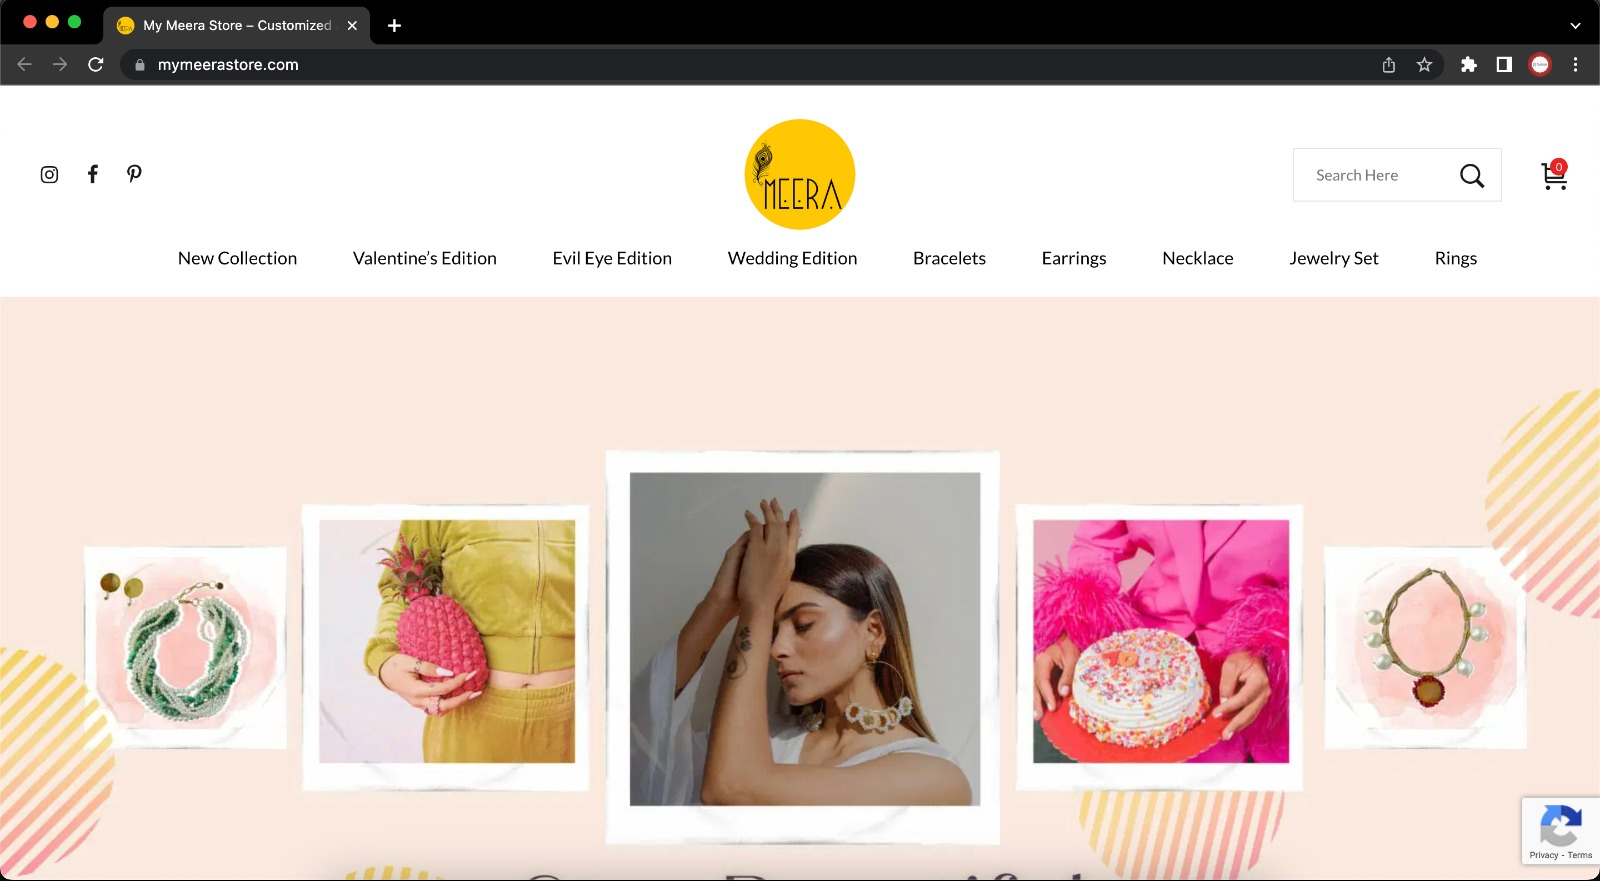 My Meera Store – Customized
mymeerastore.com
MEERA
Search Here
0
New Collection
Valentine’s Edition
Evil Eye Edition
Wedding Edition
Bracelets
Earrings
Necklace
Jewelry Set
Rings
Privacy - Terms